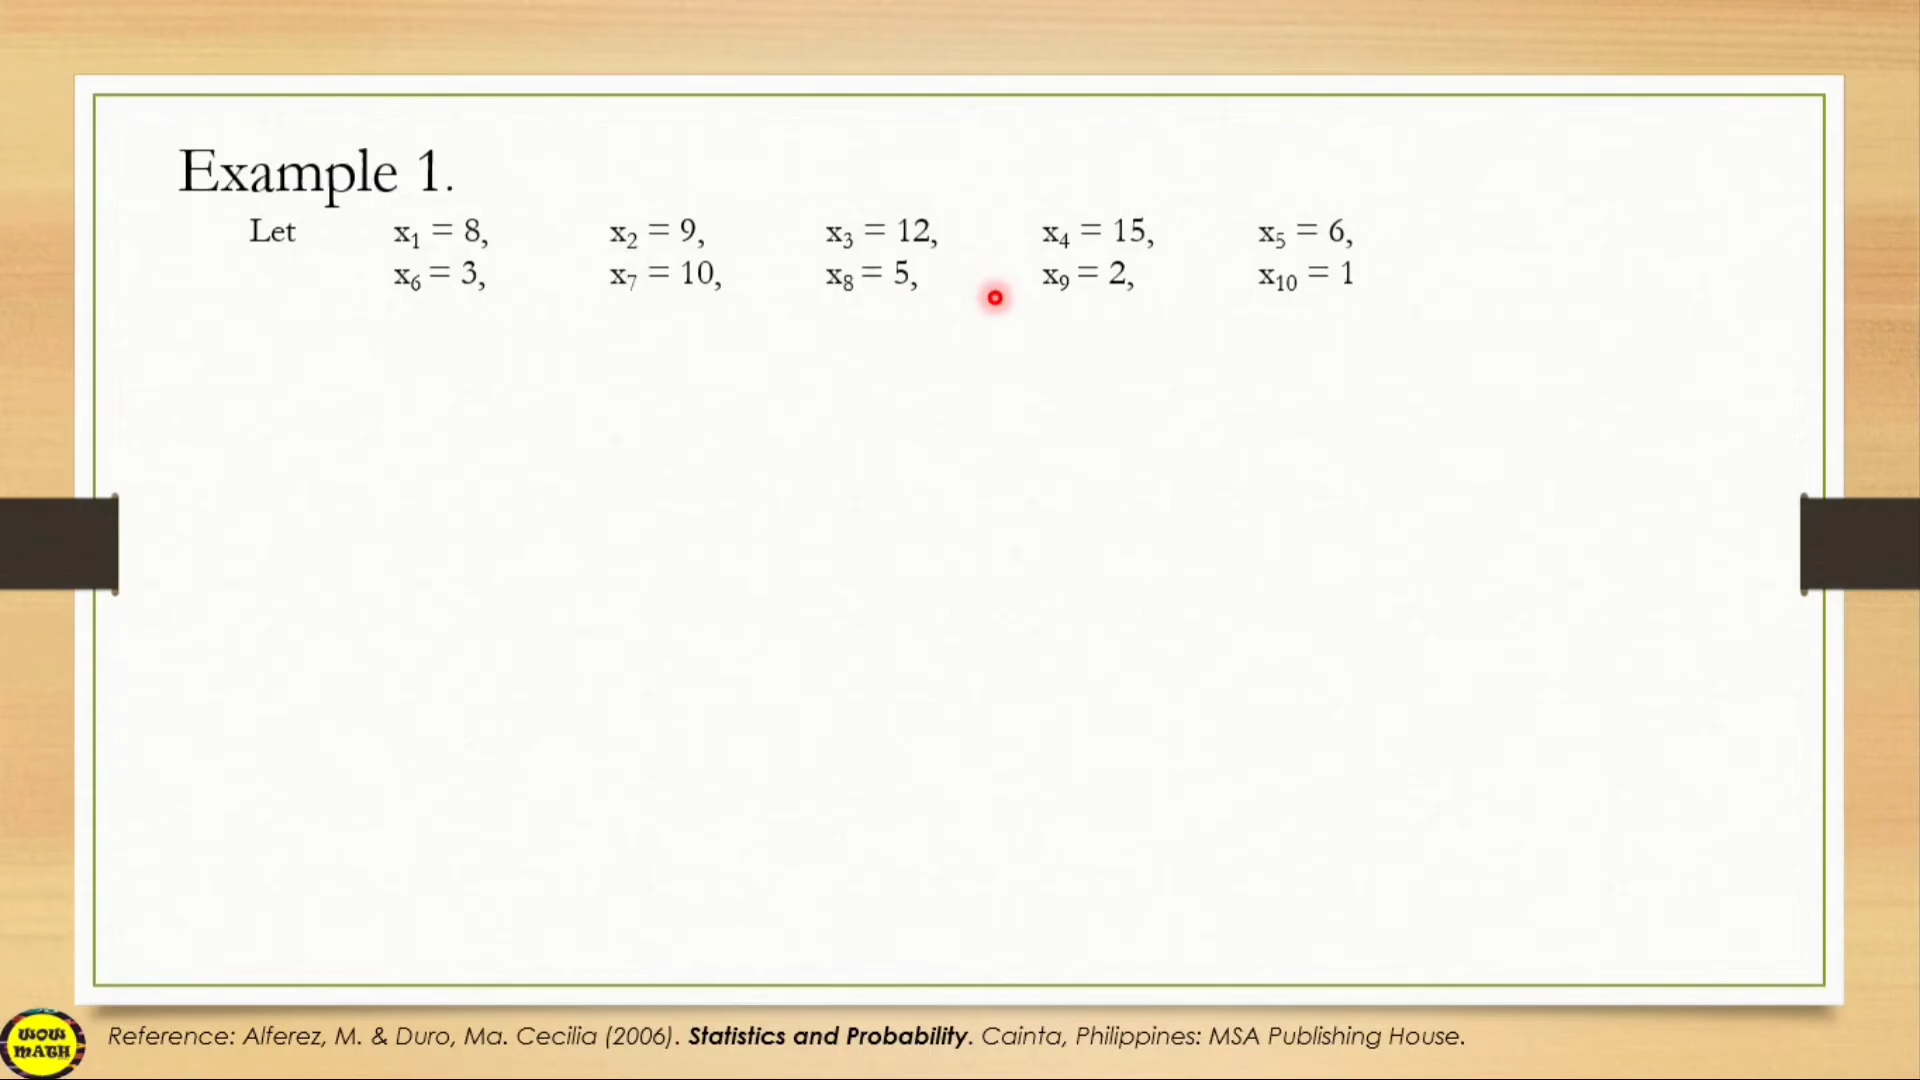 Example 1.
Let x₁ = 8, x₂ = 9, x₃ = 12, x₄ = 15, x₅ = 6,
x₆ = 3, x₇ = 10, x₈ = 5, x₉ = 2, x₁₀ = 1
WOW
MATH
Reference: Alferez, M. & Duro, Ma. Cecilia (2006). Statistics and Probability. Cainta, Philippines: MSA Publishing House.